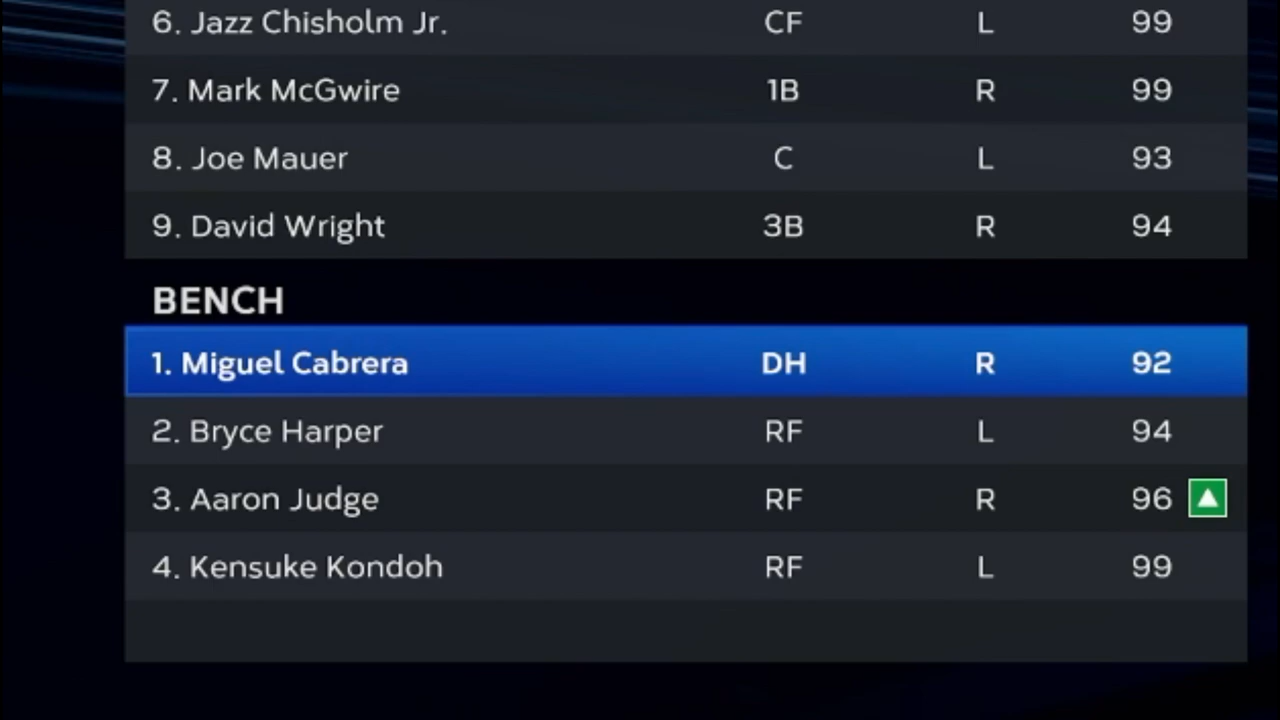 6. Jazz Chisholm Jr. CF L 99
7. Mark McGwire 1B R 99
8. Joe Mauer C L 93
9. David Wright 3B R 94
BENCH
1. Miguel Cabrera DH R 92
2. Bryce Harper RF L 94
3. Aaron Judge RF R 96
4. Kensuke Kondoh RF L 99